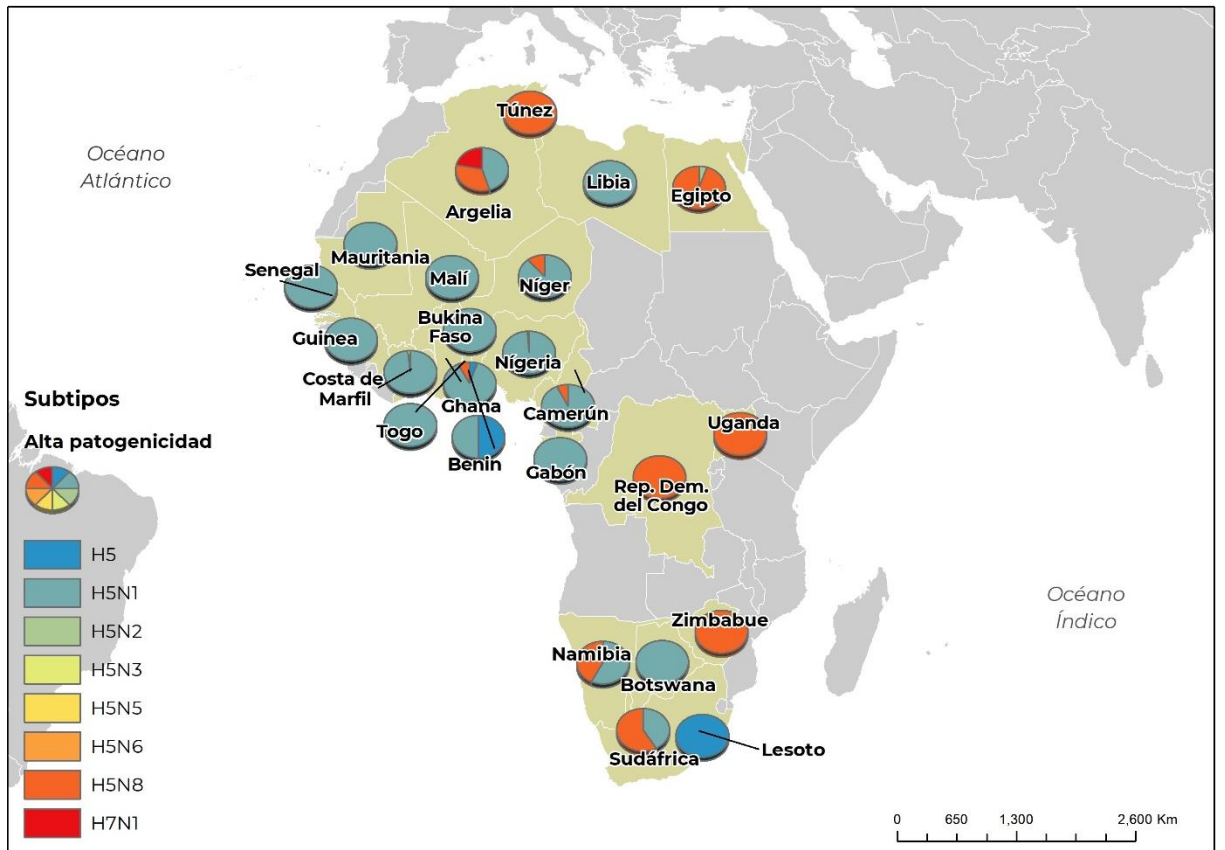 Océano
Atlántico
Túnez
Argelia
Libia
Egipto
Mauritania
Senegal
Malí
Níger
Bukina
Faso
Guinea
Nígeria
Costa de
Marfil
Ghana
Togo
Benin
Camerún
Gabón
Uganda
Rep. Dem.
del Congo
Zimbabue
Namibia
Botswana
Sudáfrica
Lesoto
Océano
Índico
Subtipos
Alta patogenicidad
H5
H5N1
H5N2
H5N3
H5N5
H5N6
H5N8
H7N1
0 650 1,300 2,600 Km